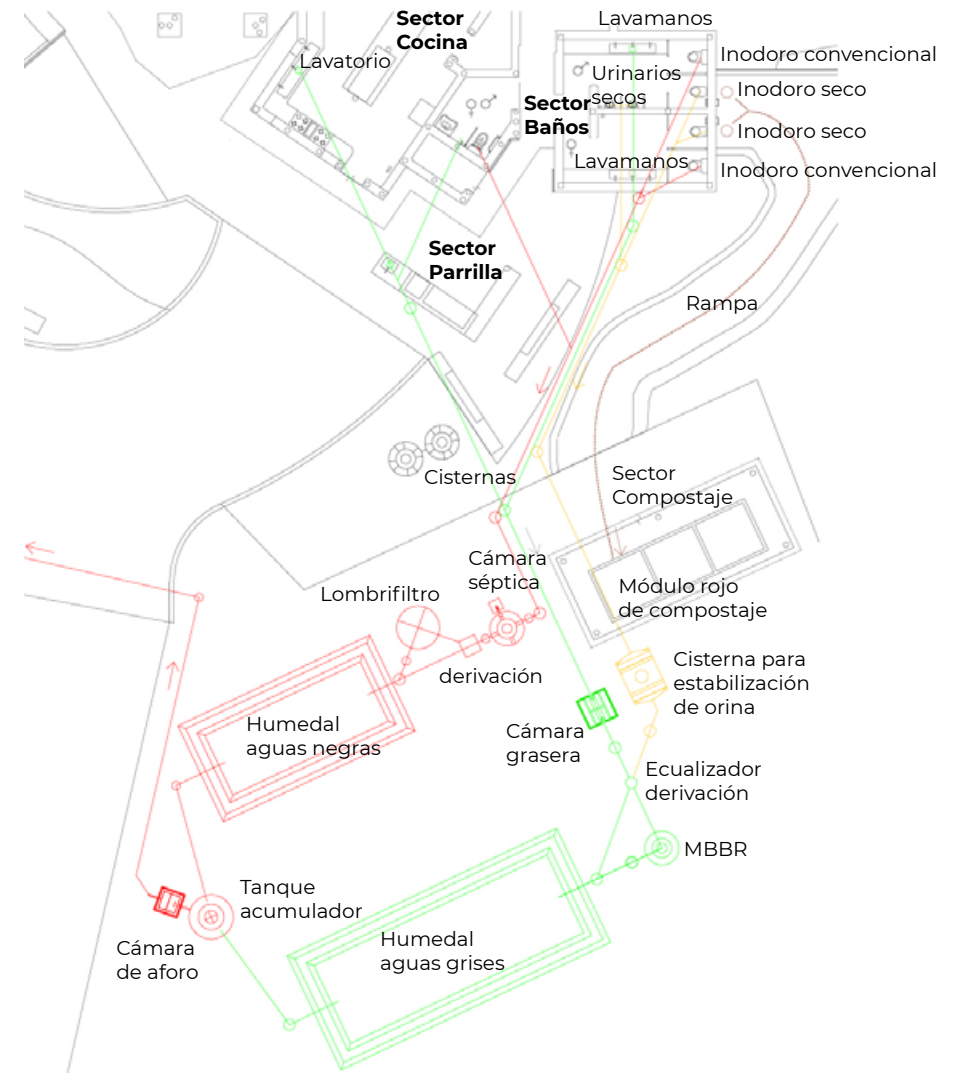 Sector
Cocina
Lavamanos
Lavatorio
Inodoro convencional
Urinarios
secos
Inodoro seco
Sector
Baños
Inodoro seco
Lavamanos
Inodoro convencional
Sector
Parrilla
Rampa
Cisternas
Sector
Compostaje
Cámara
séptica
Lombrifiltro
Módulo rojo
de compostaje
derivación
Cisterna para
estabilización
de orina
Humedal
aguas negras
Cámara
grasera
Ecualizador
derivación
MBBR
Tanque
acumulador
Cámara
de aforo
Humedal
aguas grises